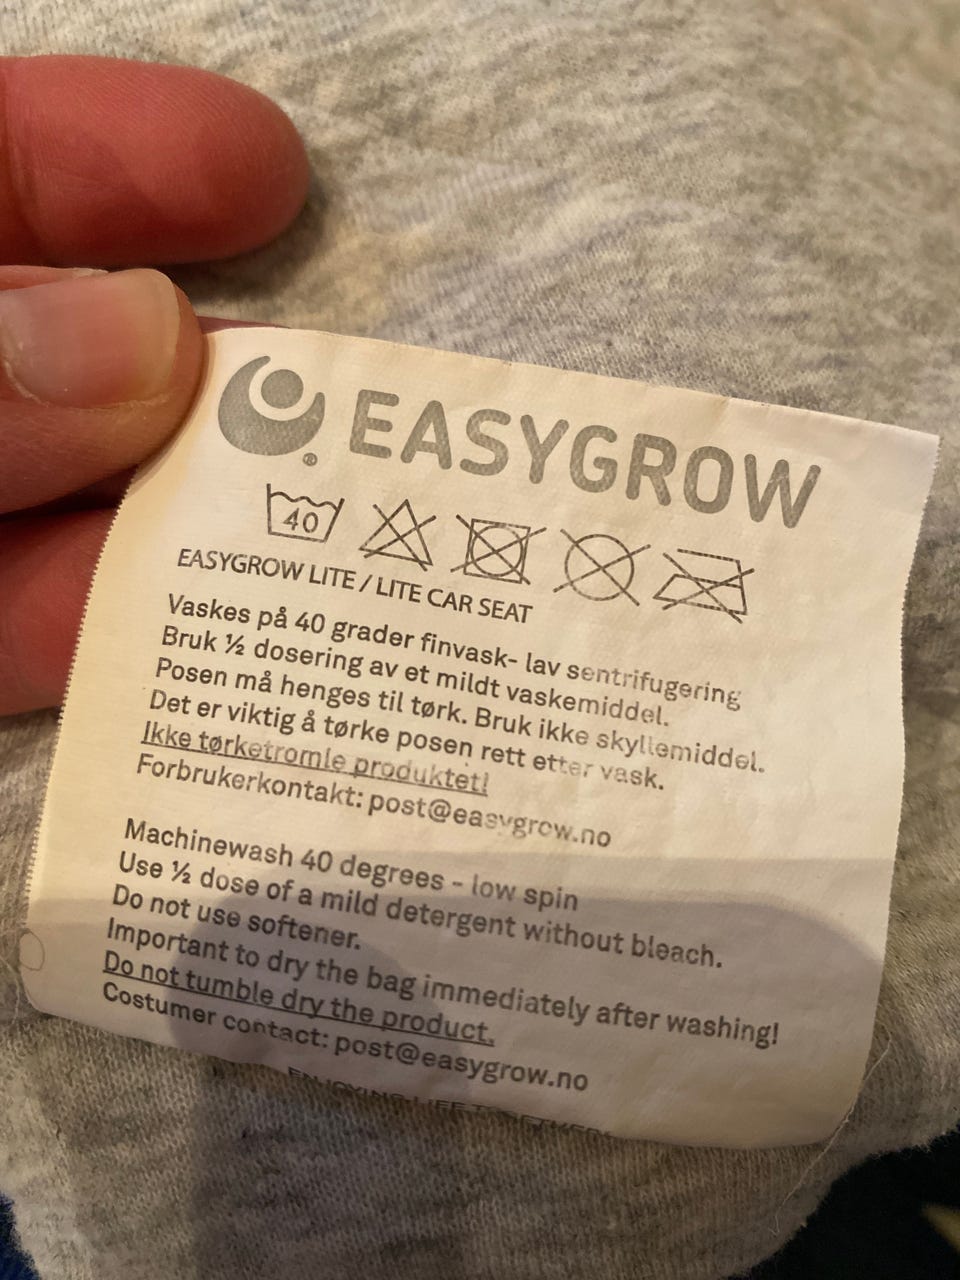 EASYGROW
40
EASYGROW LITE / LITE CAR SEAT
Vaskes på 40 grader finvask- lav sentrifugering
Bruk ½ dosering av et mildt vaskemiddel.
Posen må henges til tørk. Bruk ikke skyllemiddel.
Det er viktig å tørke posen rett etter vask.
Ikke tørketromle produktet!
Forbrukerkontakt: post@easygrow.no
Machinewash 40 degrees - low spin
Use ½ dose of a mild detergent without bleach.
Do not use softener.
Important to dry the bag immediately after washing!
Do not tumble dry the product.
Costumer contact: post@easygrow.no
ENJOYING LIFE TOGETHER